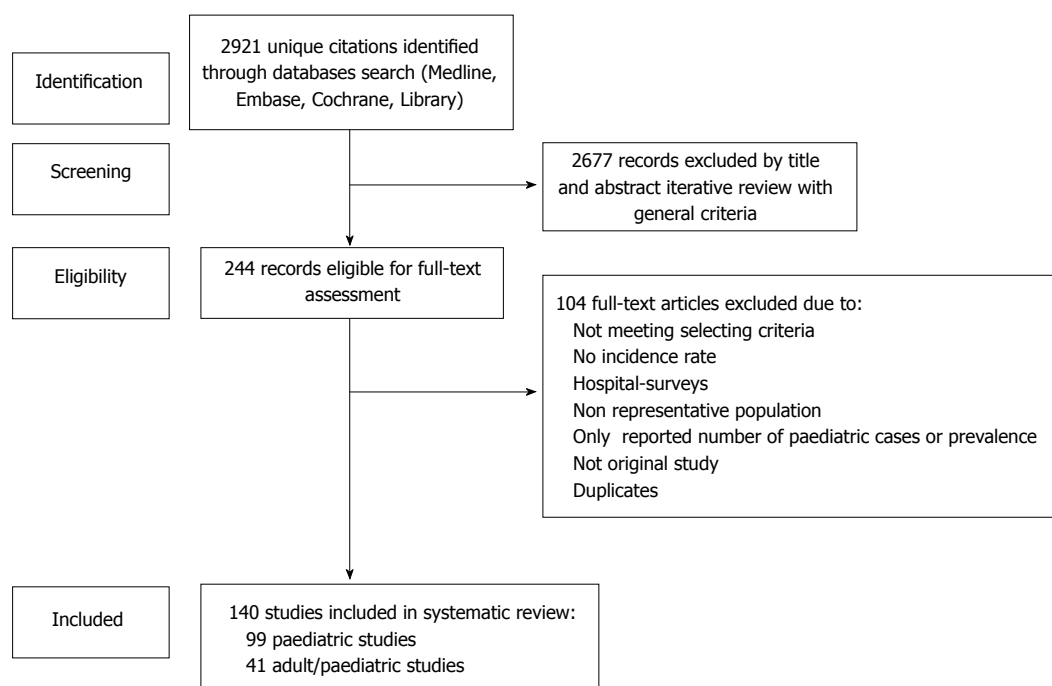 Identification
2921 unique citations identified
through databases search (Medline,
Embase, Cochrane, Library)
Screening
2677 records excluded by title
and abstract iterative review with
general criteria
Eligibility
244 records eligible for full-text
assessment
104 full-text articles excluded due to:
Not meeting selecting criteria
No incidence rate
Hospital-surveys
Non representative population
Only reported number of paediatric cases or prevalence
Not original study
Duplicates
Included
140 studies included in systematic review:
99 paediatric studies
41 adult/paediatric studies